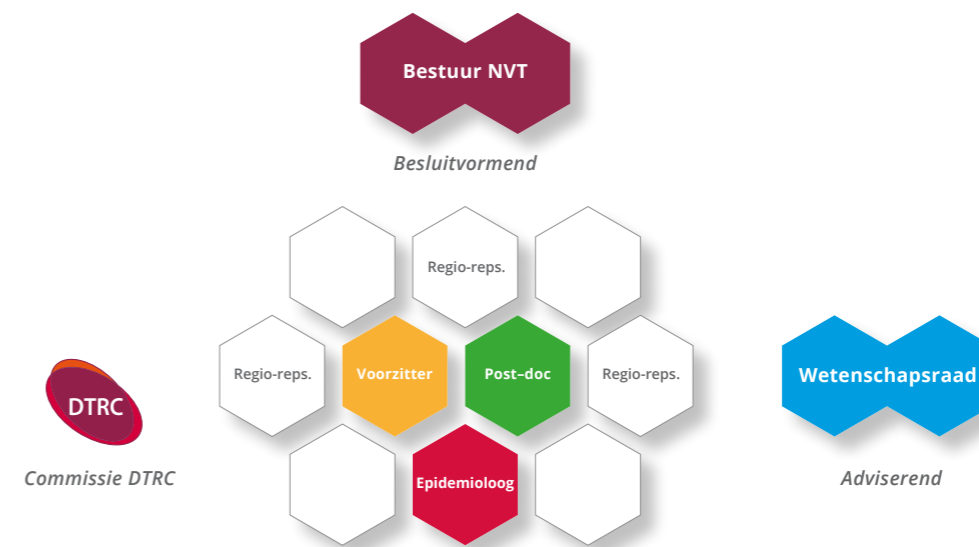 Bestuur NVT
Besluitvormend
Regio-reps.
Regio-reps.
Voorzitter
Post-doc
Regio-reps.
Wetenschapsraad
DTRC
Commissie DTRC
Epidemioloog
Adviserend